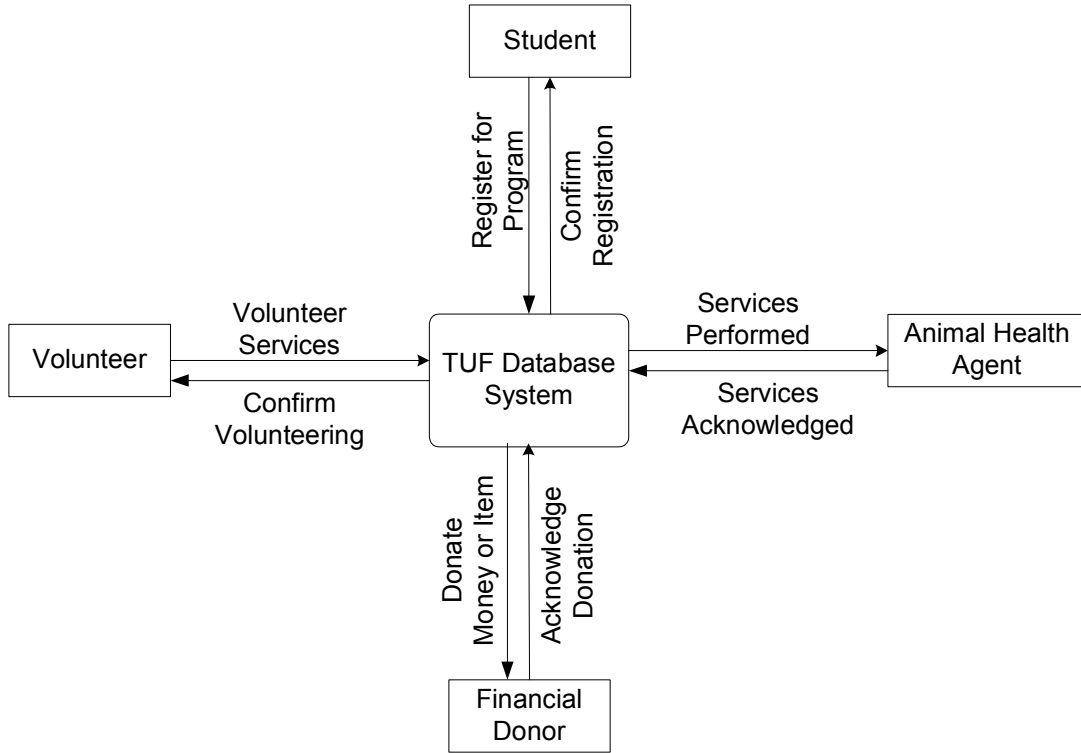 Student
Register for
Program
Confirm
Registration
Volunteer
Services
Services
Performed
Volunteer
TUF Database
System
Animal Health
Agent
Confirm
Volunteering
Services
Acknowledged
Donate
Money or Item
Acknowledge
Donation
Financial
Donor